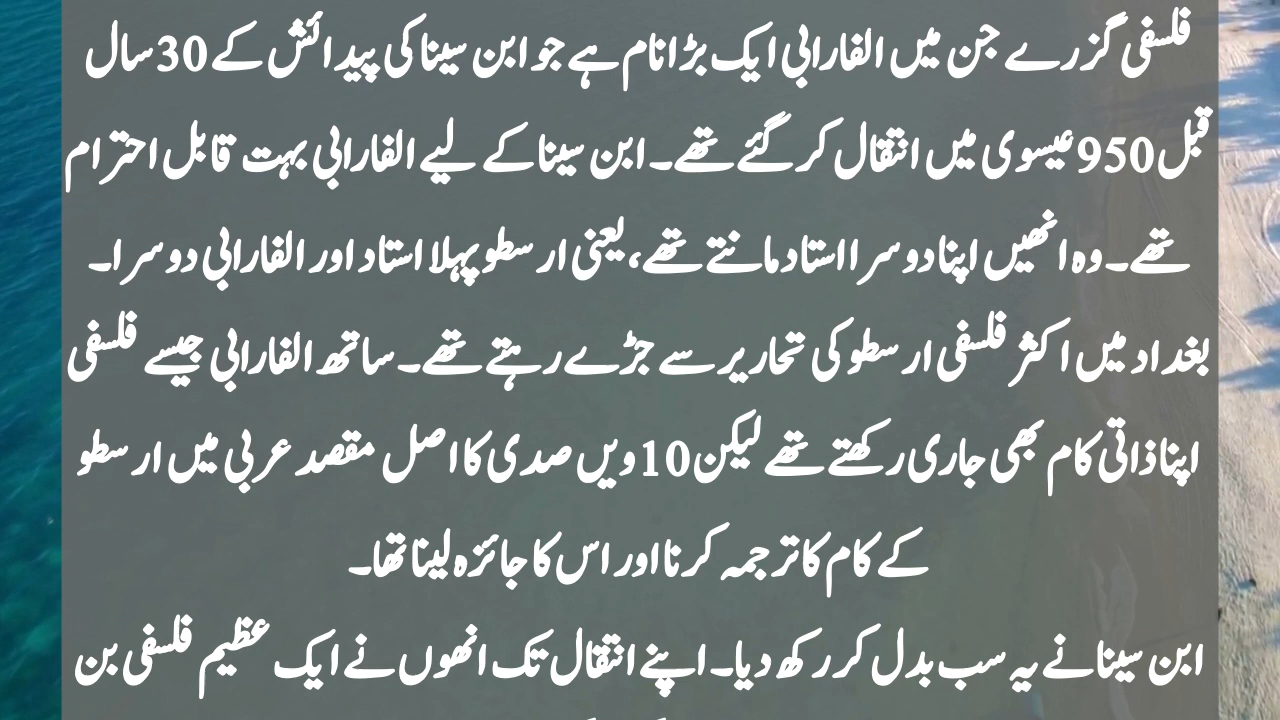 فلسفی گزرے جن میں الفارابی ایک بڑا نام ہے جو ابن سینا کی پیدائش کے 30 سال
قبل 950 عیسوی میں انتقال کر گئے تھے۔ ابن سینا کے لیے الفارابی بہت قابل احترام
تھے۔ وہ انھیں اپنا دوسرا استاد مانتے تھے، یعنی ارسطو پہلا استاد اور الفارابی دوسرا۔
بغداد میں اکثر فلسفی ارسطو کی تحاریر سے جڑے رہتے تھے۔ ساتھ الفارابی جیسے فلسفی
اپنا ذاتی کام بھی جاری رکھتے تھے لیکن 10ویں صدی کا اصل مقصد عربی میں ارسطو
کے کام کا ترجمہ کرنا اور اس کا جائزہ لینا تھا۔
ابن سینا نے یہ سب بدل کر رکھ دیا۔ اپنے انتقال تک انھوں نے ایک عظیم فلسفی بن